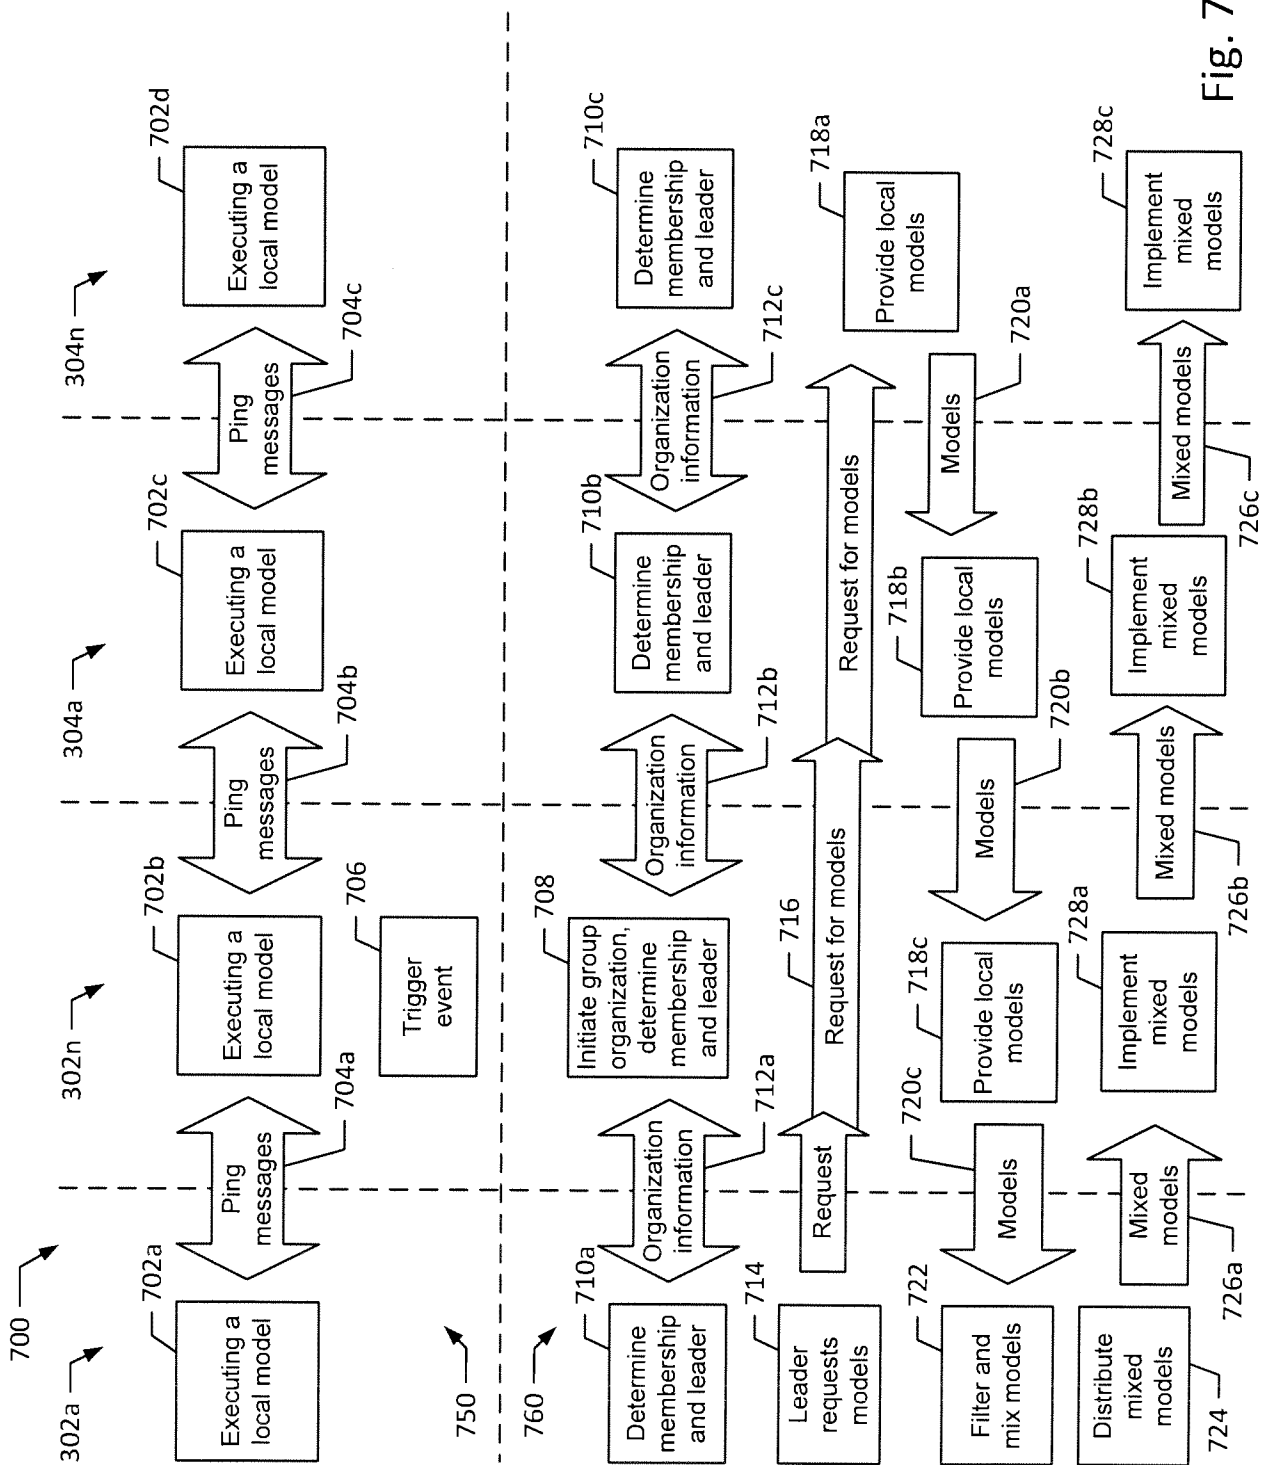 700
302a
302n
304a
304n
702a
702b
702c
702d
Executing a
local model
Ping
messages
Executing a
local model
Ping
messages
Executing a
local model
Ping
messages
Executing a
local model
704a
704b
704c
706
Trigger
event
750
760
710a
708
710b
710c
Determine
membership
and leader
Organization
information
Initiate group
organization,
determine
membership
and leader
Organization
information
Determine
membership
and leader
Organization
information
Determine
membership
and leader
712a
712b
712c
714
716
718a
Leader
requests
models
Request
Request for models
Request for models
Provide local
models
722
720c
718c
718b
720a
Filter and
mix models
Models
Provide local
models
Models
Provide local
models
Models
720b
728a
728b
728c
Distribute
mixed
models
Mixed
models
Implement
mixed
models
Mixed models
Implement
mixed
models
Mixed models
Implement
mixed
models
724
726a
726b
726c
Fig. 7